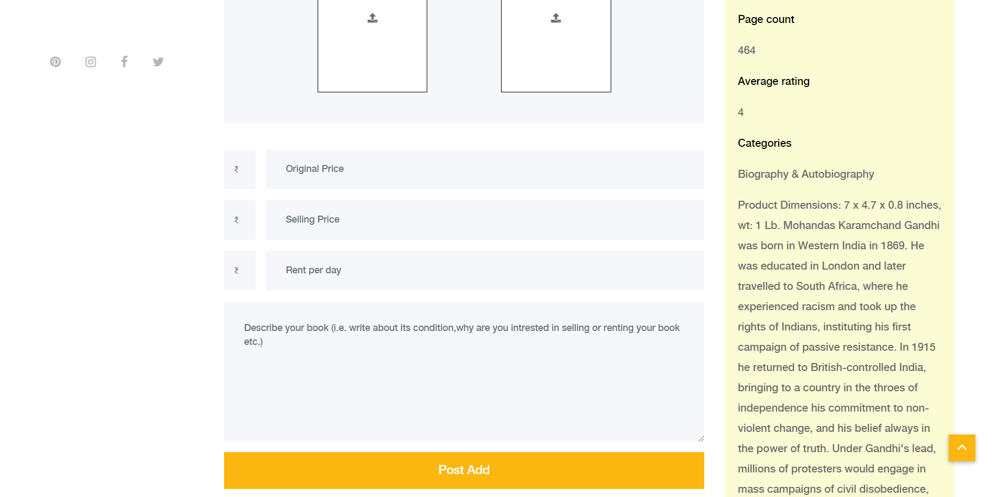 ₹
Original Price
₹
Selling Price
₹
Rent per day
Describe your book (i.e. write about its condition,why are you intrested in selling or renting your book
etc.)
Post Add
Page count
464
Average rating
4
Categories
Biography & Autobiography
Product Dimensions: 7 x 4.7 x 0.8 inches,
wt: 1 Lb. Mohandas Karamchand Gandhi
was born in Western India in 1869. He
was educated in London and later
travelled to South Africa, where he
experienced racism and took up the
rights of Indians, instituting his first
campaign of passive resistance. In 1915
he returned to British-controlled India,
bringing to a country in the throes of
independence his commitment to non-
violent change, and his belief always in
the power of truth. Under Gandhi's lead,
millions of protesters would engage in
mass campaigns of civil disobedience,